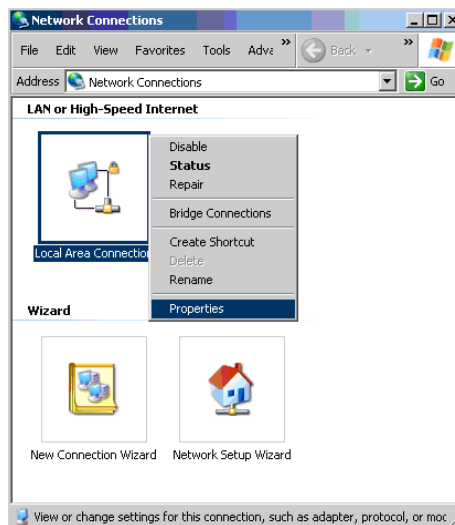 Network Connections
File Edit View Favorites Tools Adva » Back »
Address Network Connections Go
LAN or High-Speed Internet
Disable
Status
Repair
Bridge Connections
Create Shortcut
Delete
Rename
Properties
Local Area Connection
Wizard
New Connection Wizard Network Setup Wizard
View or change settings for this connection, such as adapter, protocol, or moc